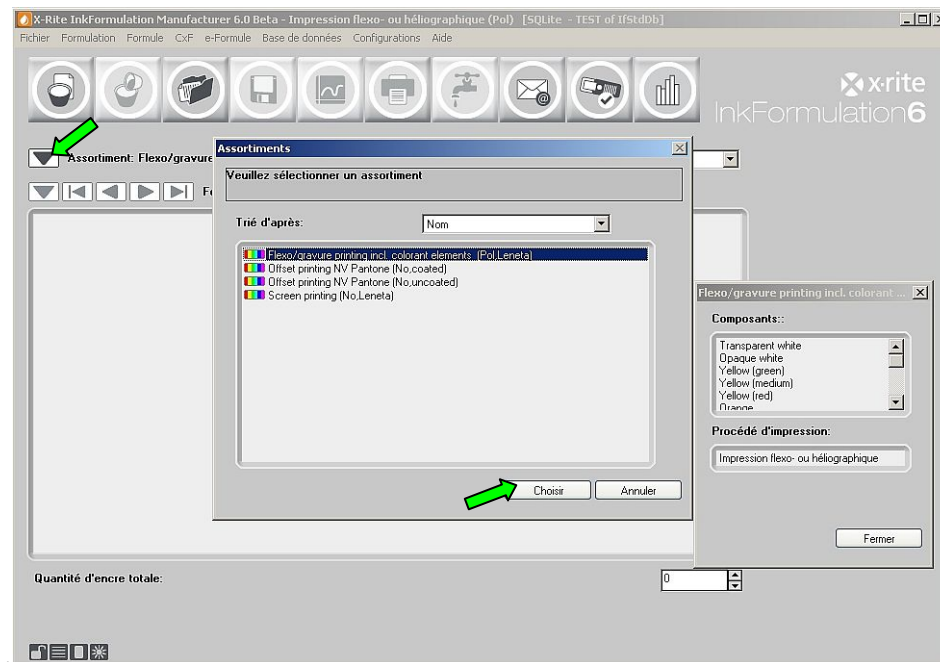 X-Rite InkFormulation Manufacturer 6.0 Beta - Impression flexo- ou héliographique (Pol) [SQLite - TEST of IfStdDb]
Fichier Formulation Formule CxF e-Formule Base de données Configurations Aide
x·rite
InkFormulation6
Assortiment: Flexo/gravure
Assortiments
Veuillez sélectionner un assortiment
Trié d'après:
Nom
Flexo/gravure printing incl. colorant elements (Pol,Leneta)
Offset printing NV Pantone (No,coated)
Offset printing NV Pantone (No,uncoated)
Screen printing (No,Leneta)
Choisir Annuler
Flexo/gravure printing incl. colorant ...
Composants::
Transparent white
Opaque white
Yellow (green)
Yellow (medium)
Yellow (red)
Orange
Procédé d'impression:
Impression flexo- ou héliographique
Fermer
Quantité d'encre totale:
0